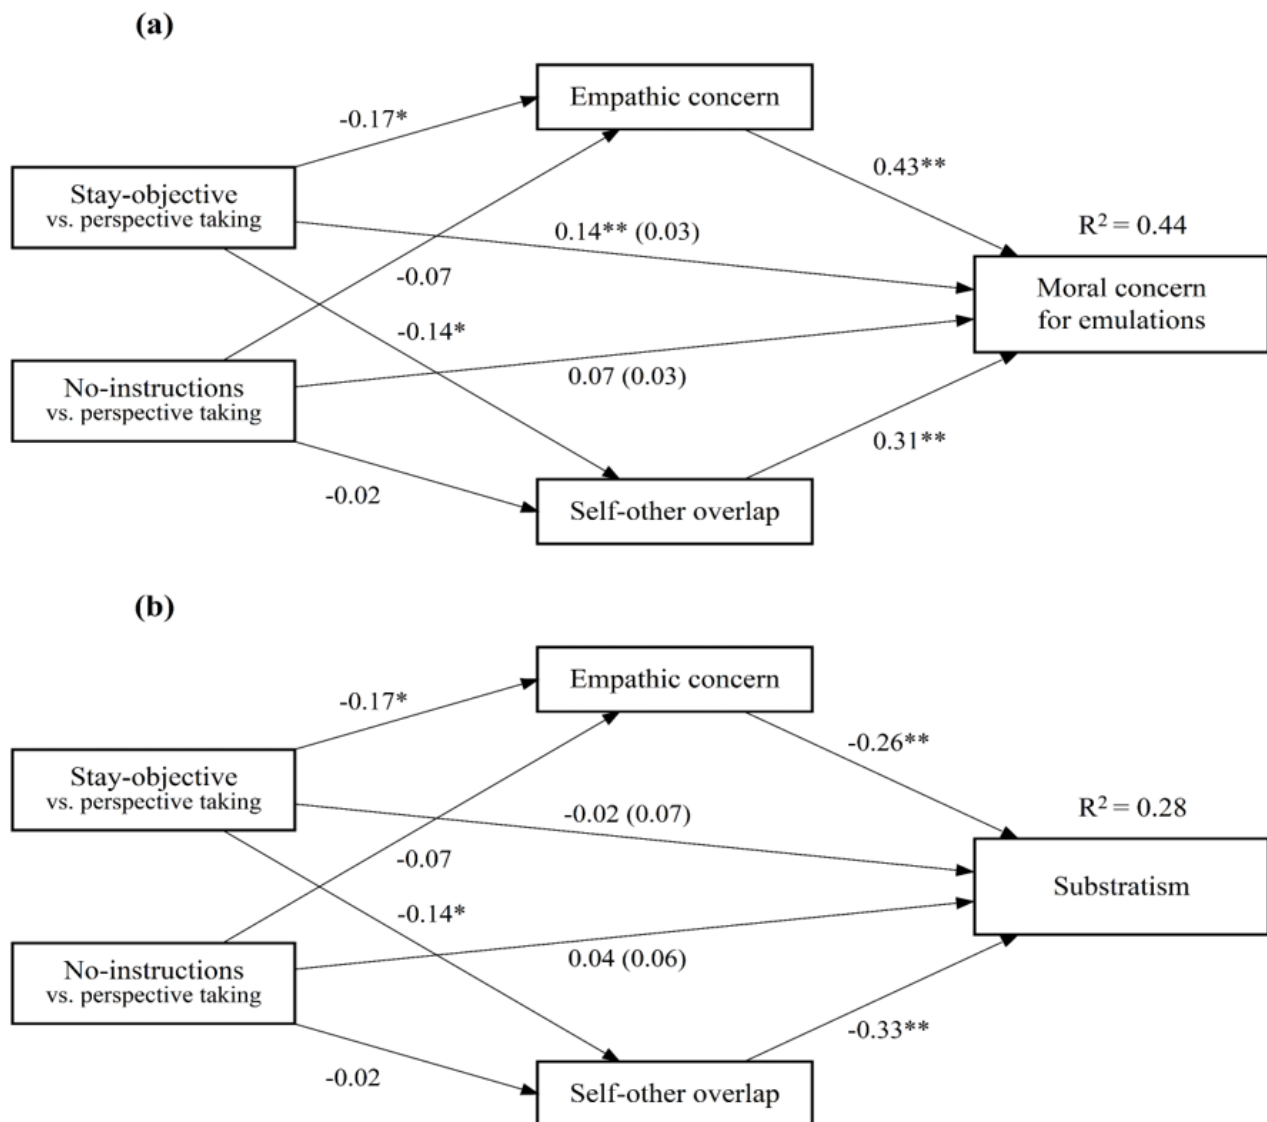 (a)
Empathic concern
-0.17*
0.43**
Stay-objective
vs. perspective taking
R² = 0.44
0.14** (0.03)
-0.07
Moral concern
for emulations
-0.14*
No-instructions
vs. perspective taking
0.07 (0.03)
0.31**
-0.02
Self-other overlap
(b)
Empathic concern
-0.17*
-0.26**
Stay-objective
vs. perspective taking
R² = 0.28
-0.02 (0.07)
-0.07
Substratism
-0.14*
No-instructions
vs. perspective taking
0.04 (0.06)
-0.33**
-0.02
Self-other overlap